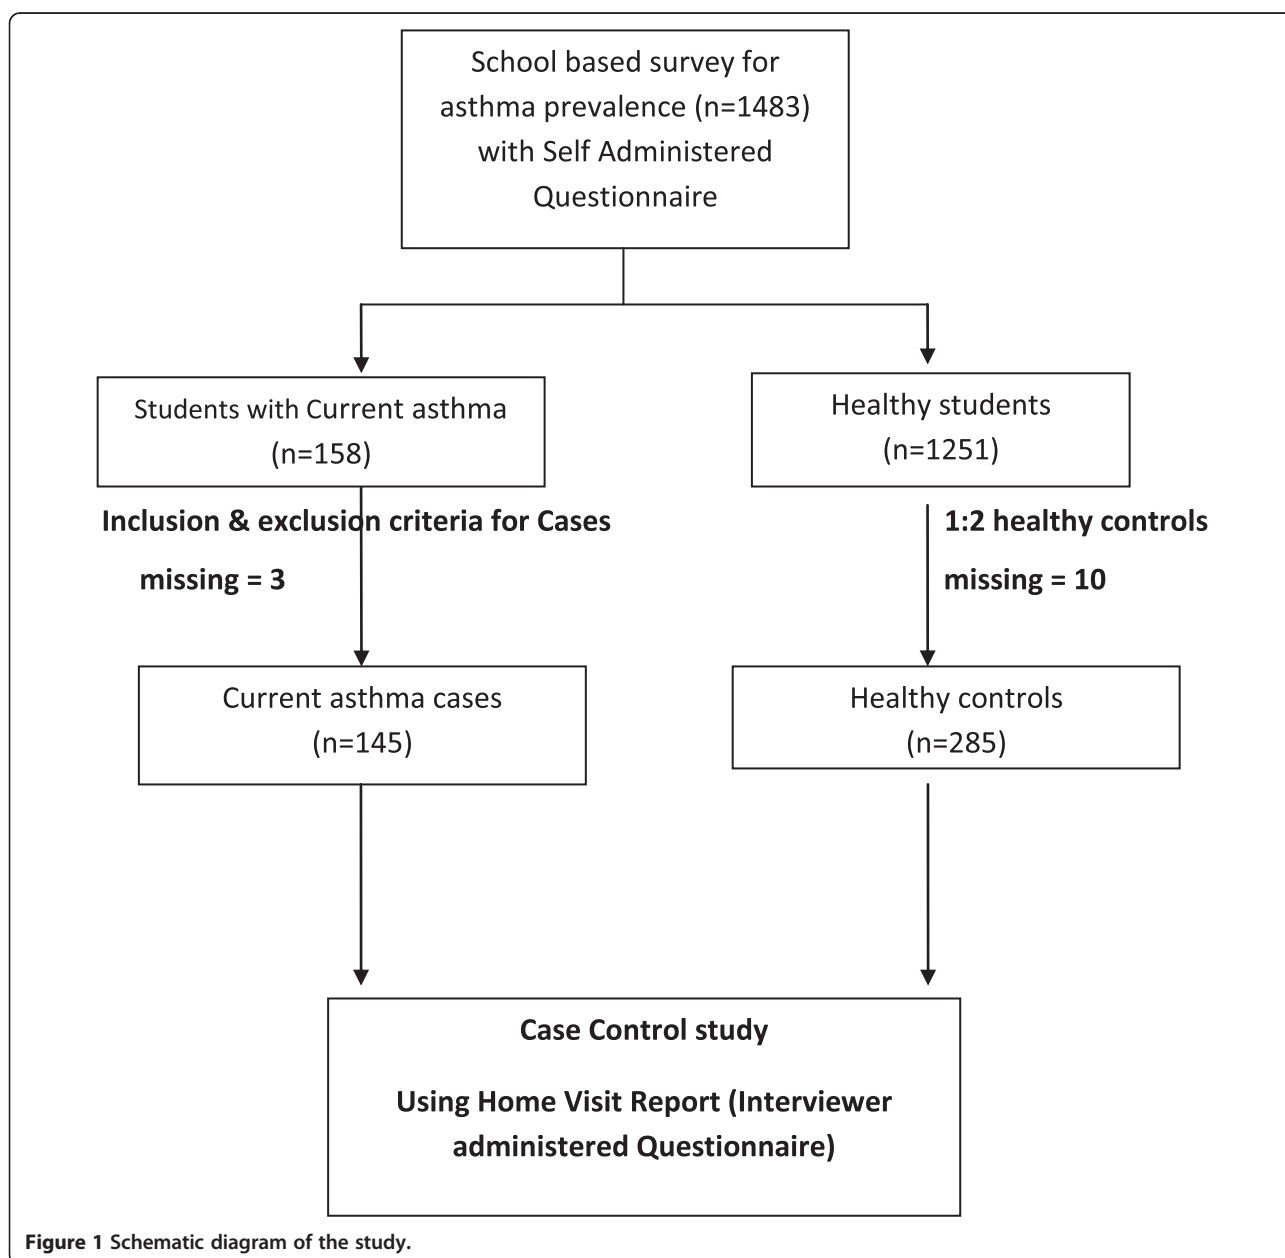 School based survey for
asthma prevalence (n=1483)
with Self Administered
Questionnaire
Students with Current asthma
(n=158)
Healthy students
(n=1251)
Inclusion & exclusion criteria for Cases
missing = 3
1:2 healthy controls
missing = 10
Current asthma cases
(n=145)
Healthy controls
(n=285)
Case Control study
Using Home Visit Report (Interviewer
administered Questionnaire)
Figure 1 Schematic diagram of the study.